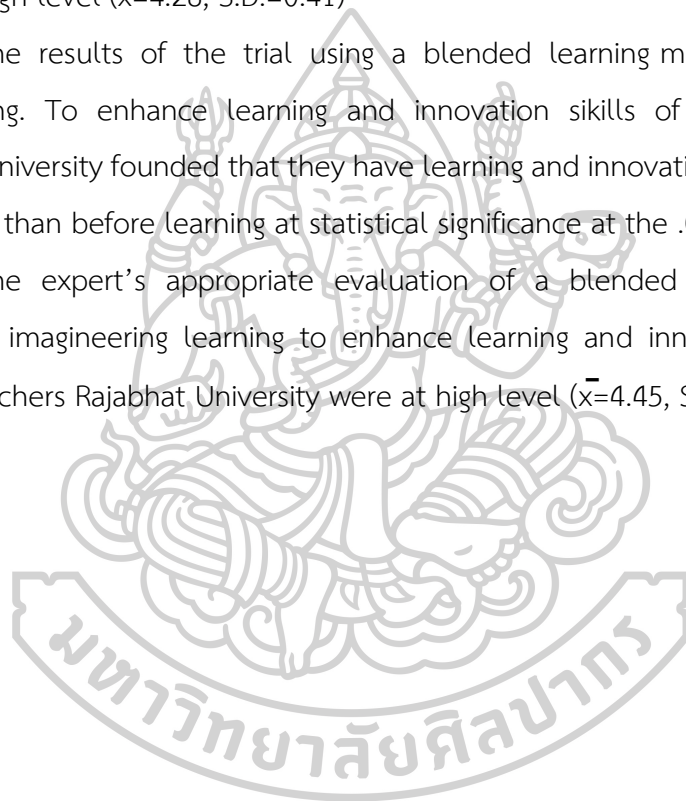 gh level (x=4.28, S.D.=0.41)
ne results of the trial using a blended learning m
ng. To enhance learning and innovation sikills of
University founded that they have learning and innovati
than before learning at statistical significance at the .
ne expert's appropriate evaluation of a blended
imagineering learning to enhance learning and inn
chers Rajabhat University were at high level (x̄=4.45, S
มหาวิทยาลัยศิลปากร